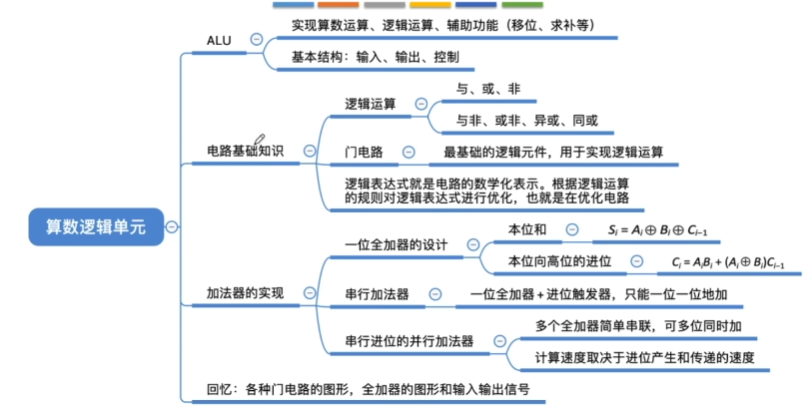 实现算数运算、逻辑运算、辅助功能（移位、求补等）
ALU
基本结构：输入、输出、控制
与、或、非
逻辑运算
与非、或非、异或、同或
电路基础知识
门电路
最基础的逻辑元件，用于实现逻辑运算
逻辑表达式就是电路的数学化表示。根据逻辑运算
的规则对逻辑表达式进行优化，也就是在优化电路
算数逻辑单元
本位和
Sᵢ = Aᵢ ⊕ Bᵢ ⊕ Cᵢ₋₁
一位全加器的设计
本位向高位的进位
Cᵢ = AᵢBᵢ + (Aᵢ ⊕ Bᵢ)Cᵢ₋₁
加法器的实现
串行加法器
一位全加器 + 进位触发器，只能一位一位地加
多个全加器简单串联，可多位同时加
串行进位的并行加法器
计算速度取决于进位产生和传递的速度
回忆：各种门电路的图形，全加器的图形和输入输出信号